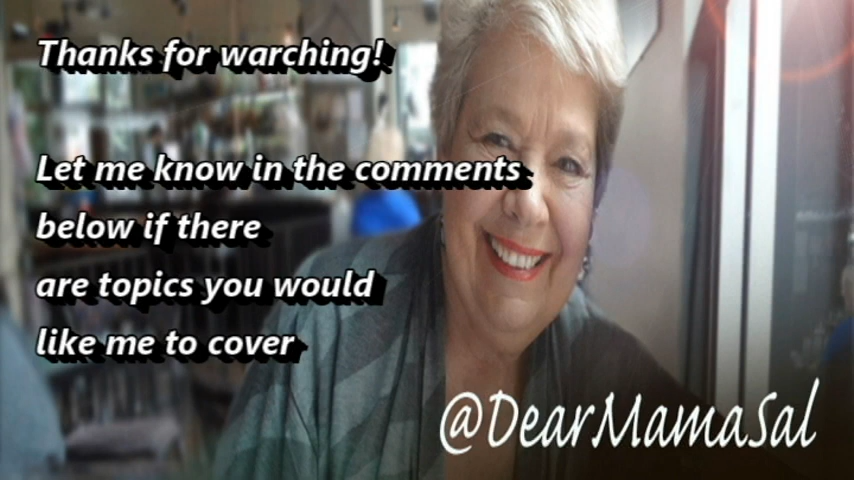 Thanks for warching!
Let me know in the comments
below if there
are topics you would
like me to cover
@DearMamaSal